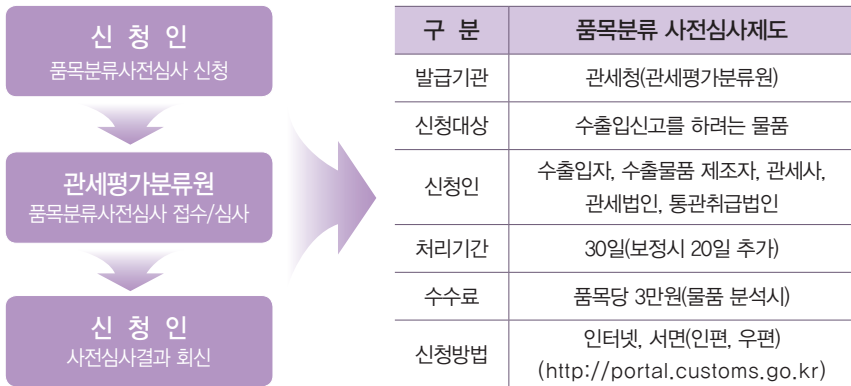 신 청 인
품목분류사전심사 신청
관세평가분류원
품목분류사전심사 접수/심사
신 청 인
사전심사결과 회신
구 분 품목분류 사전심사제도
발급기관 관세청(관세평가분류원)
신청대상 수출입신고를 하려는 물품
신청인 수출입자, 수출물품 제조자, 관세사,
관세법인, 통관취급법인
처리기간 30일(보정시 20일 추가)
수수료 품목당 3만원(물품 분석시)
신청방법 인터넷, 서면(인편, 우편)
(http://portal.customs.go.kr)